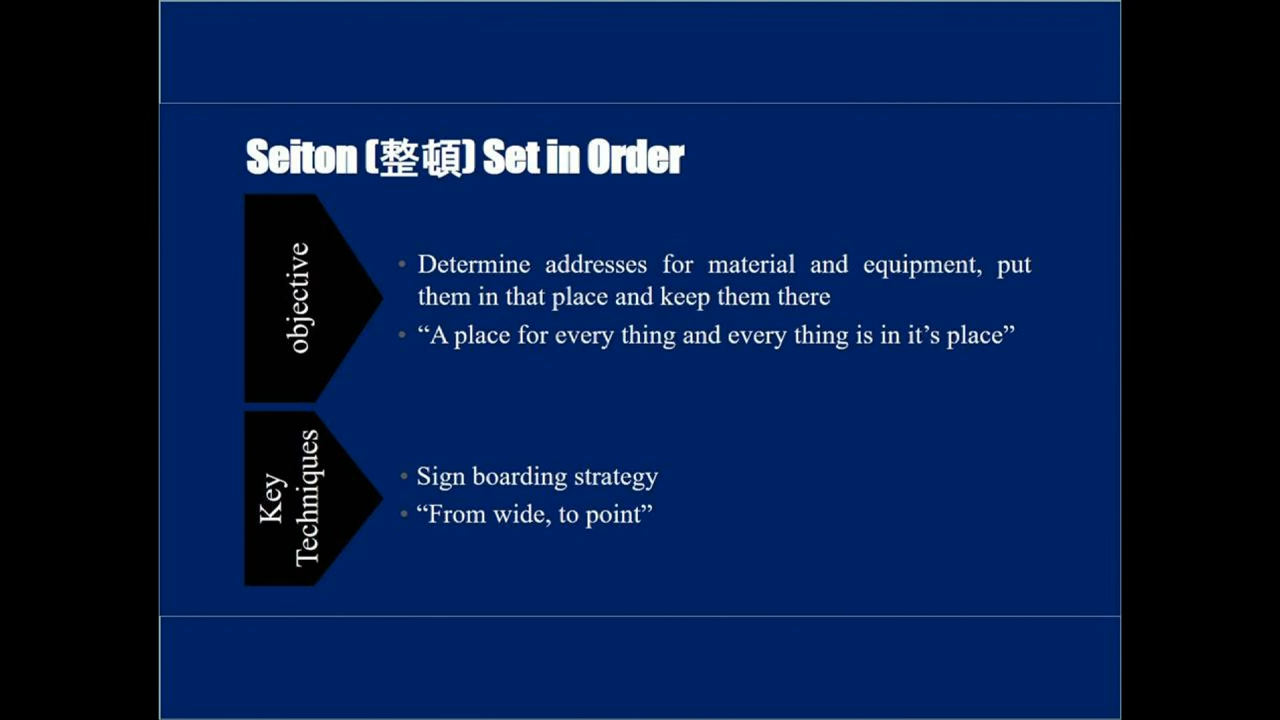 Seiton (整頓) Set in Order
objective
• Determine addresses for material and equipment, put
them in that place and keep them there
• “A place for every thing and every thing is in it’s place”
Key
Techniques
• Sign boarding strategy
• “From wide, to point”